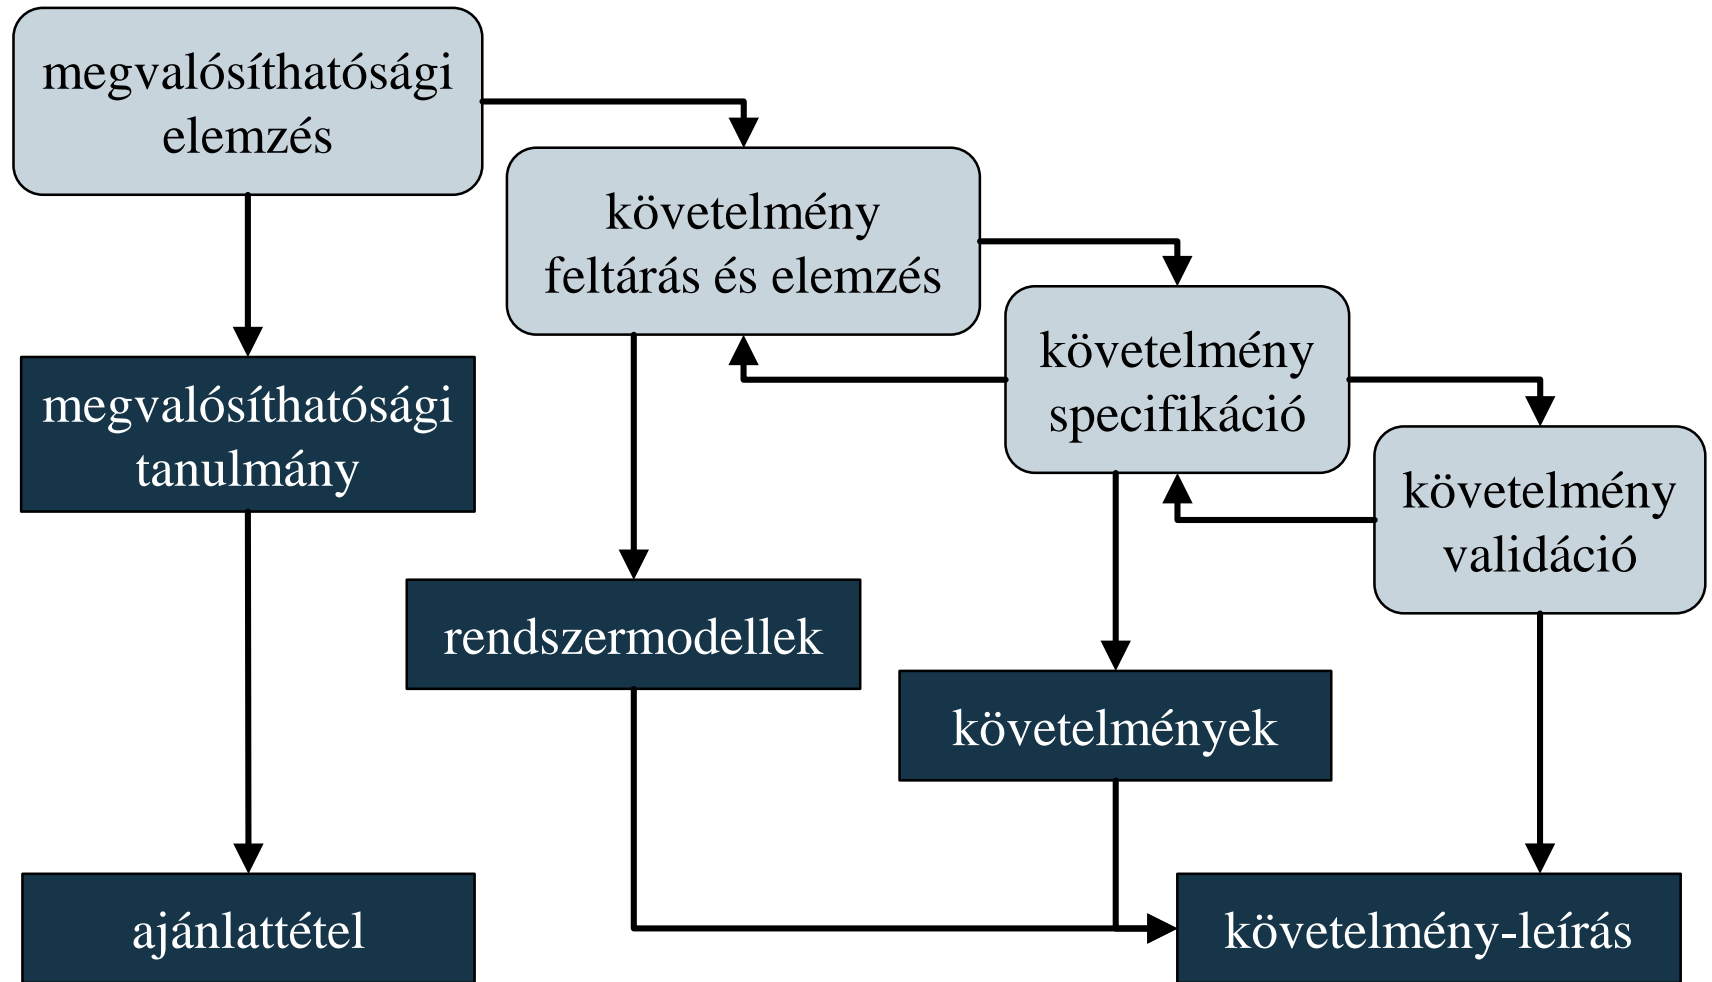 megvalósíthatósági
elemzés
követelmény
feltárás és elemzés
követelmény
specifikáció
megvalósíthatósági
tanulmány
követelmény
validáció
rendszermodellek
követelmények
ajánlattétel
követelmény-leírás